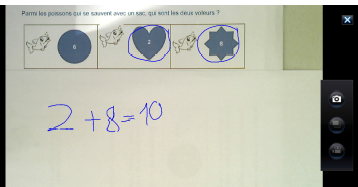 Parmi les poissons qui se sauvent avec un sac, qui sont les deux voleurs ?
6 2 8
2 + 8 = 10